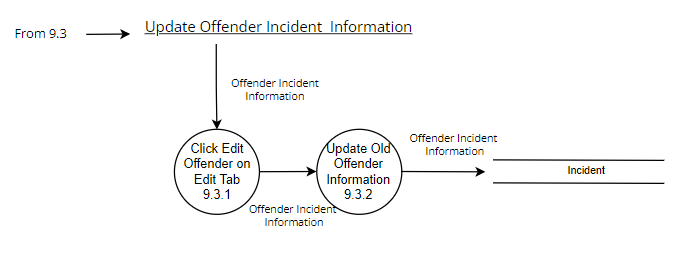 From 9.3
Update Offender Incident  Information
Offender Incident
Information
Click Edit
Offender on
Edit Tab
9.3.1
Offender Incident
Information
Update Old
Offender
Information
9.3.2
Offender Incident
Information
Incident